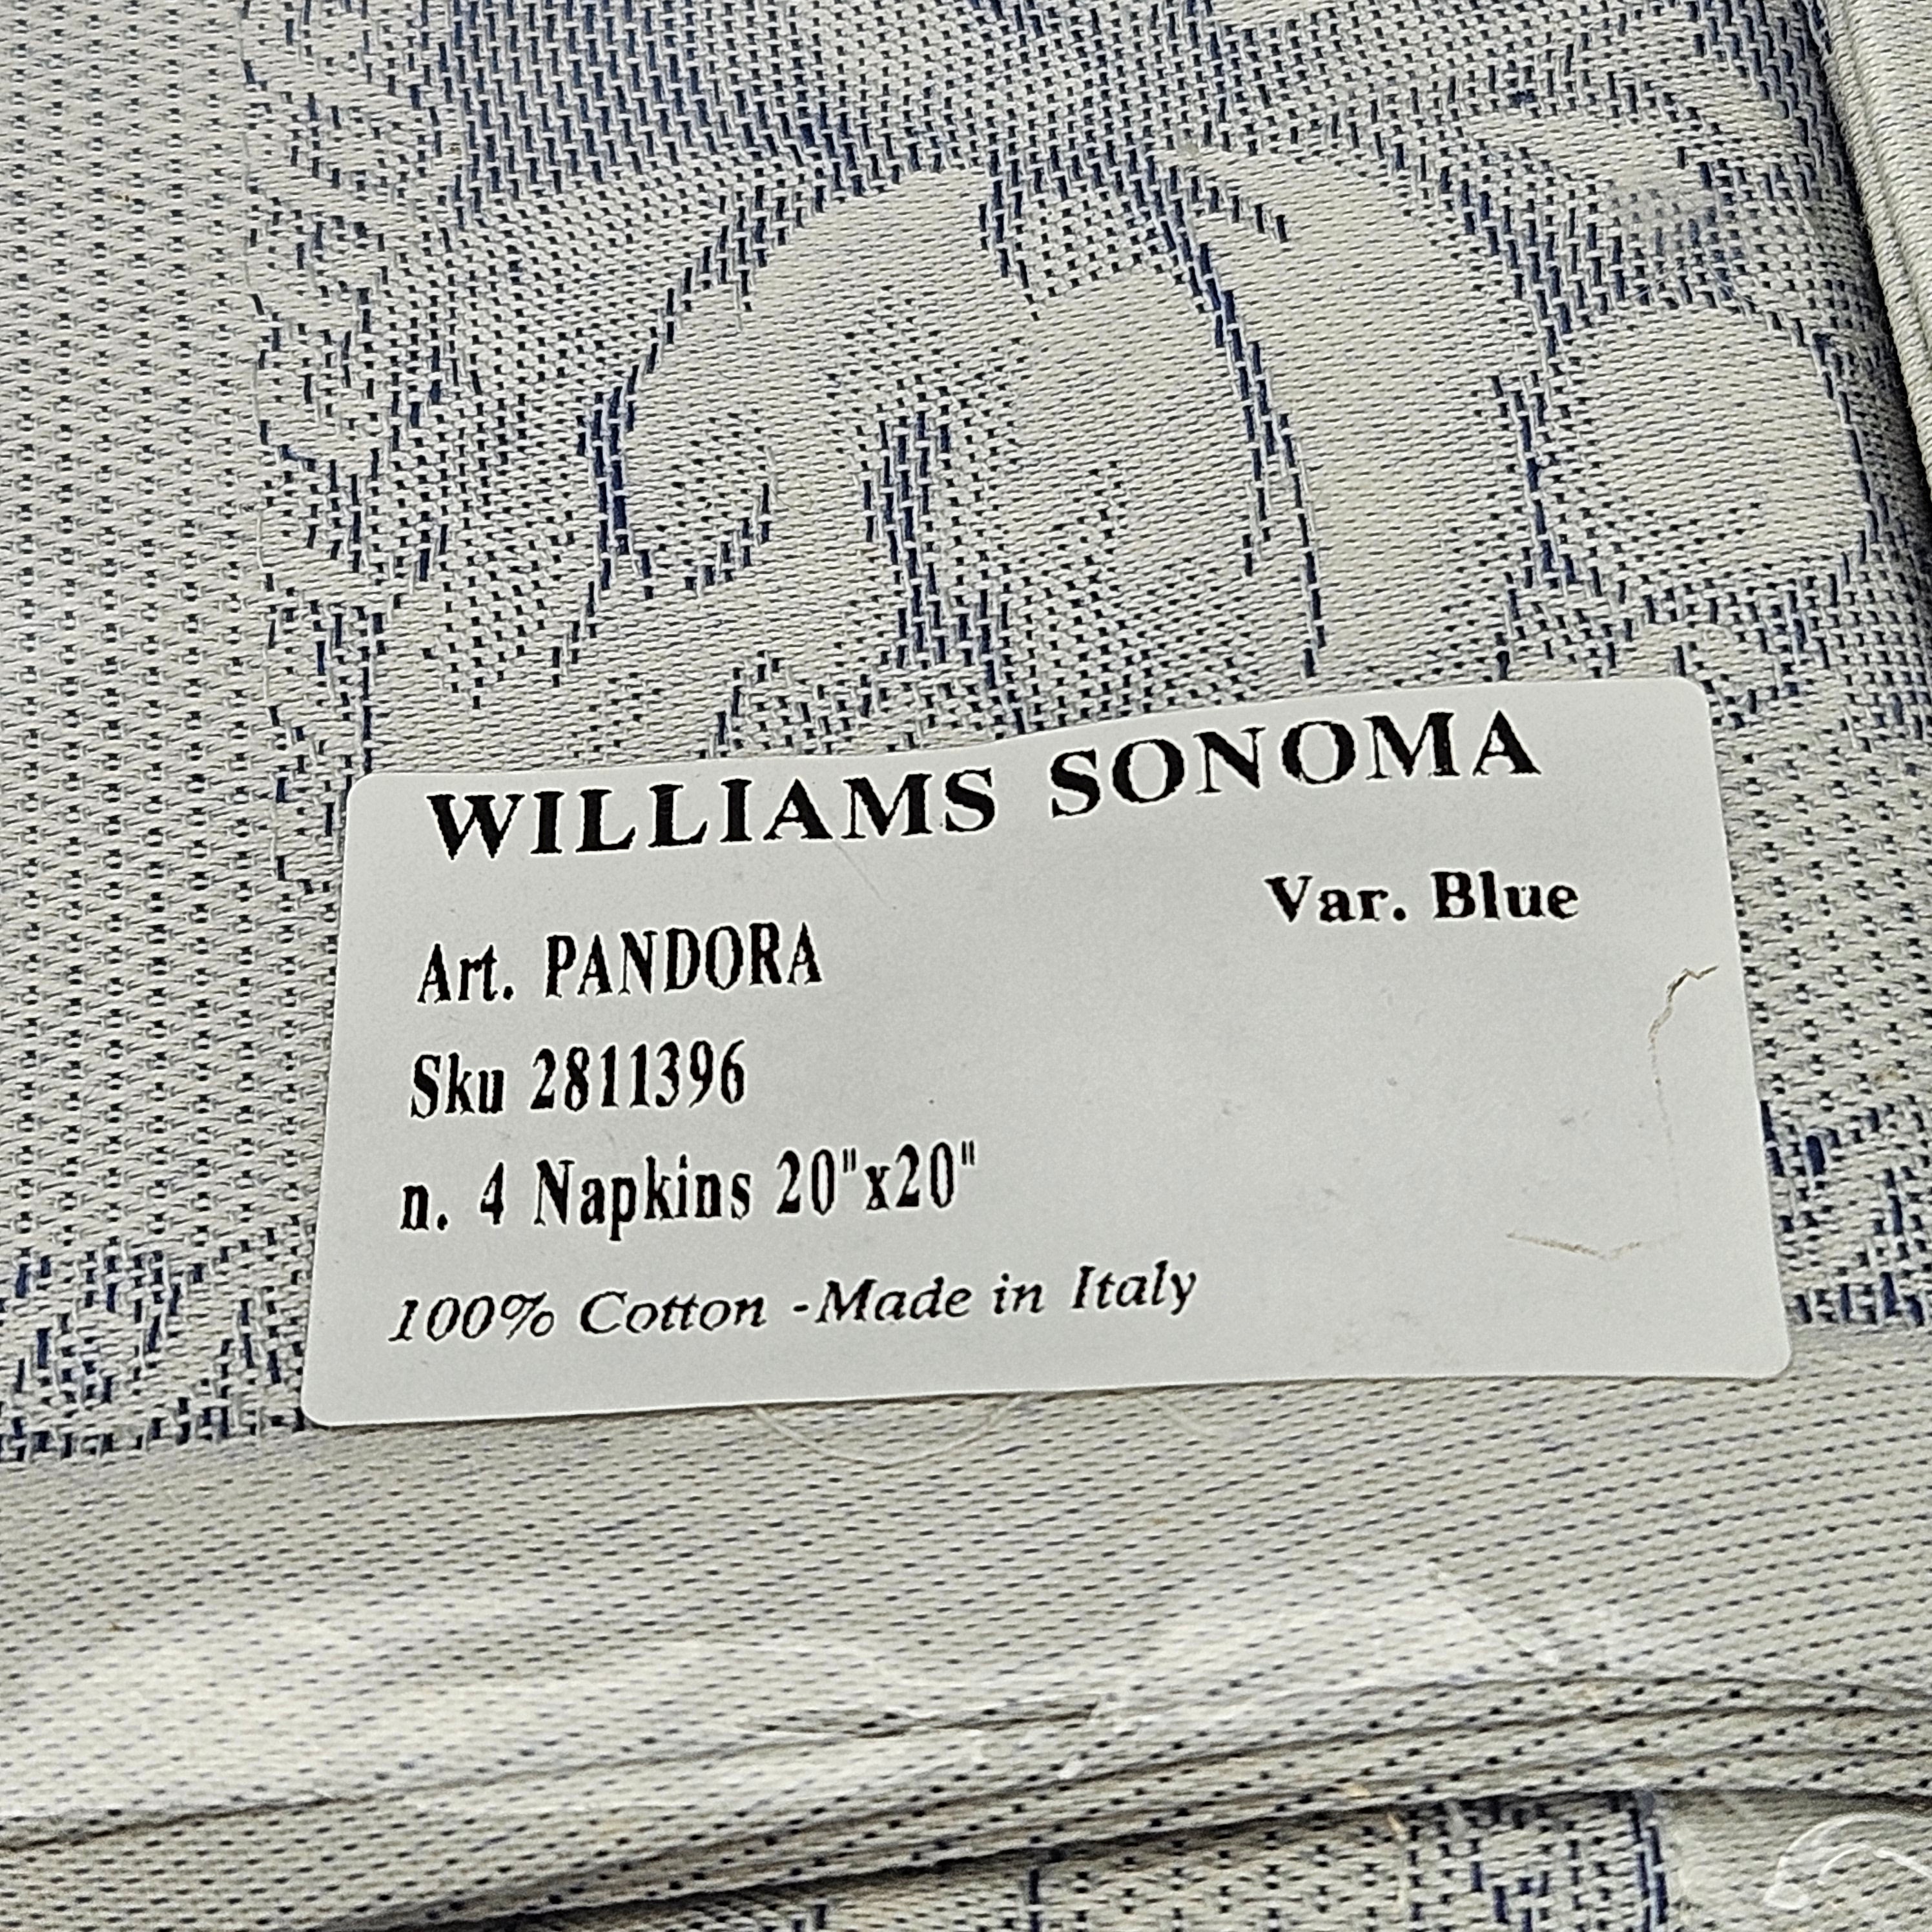 WILLIAMS SONOMA
Var. Blue
Art. PANDORA
Sku 2811396
n. 4 Napkins 20"x20"
100% Cotton -Made in Italy